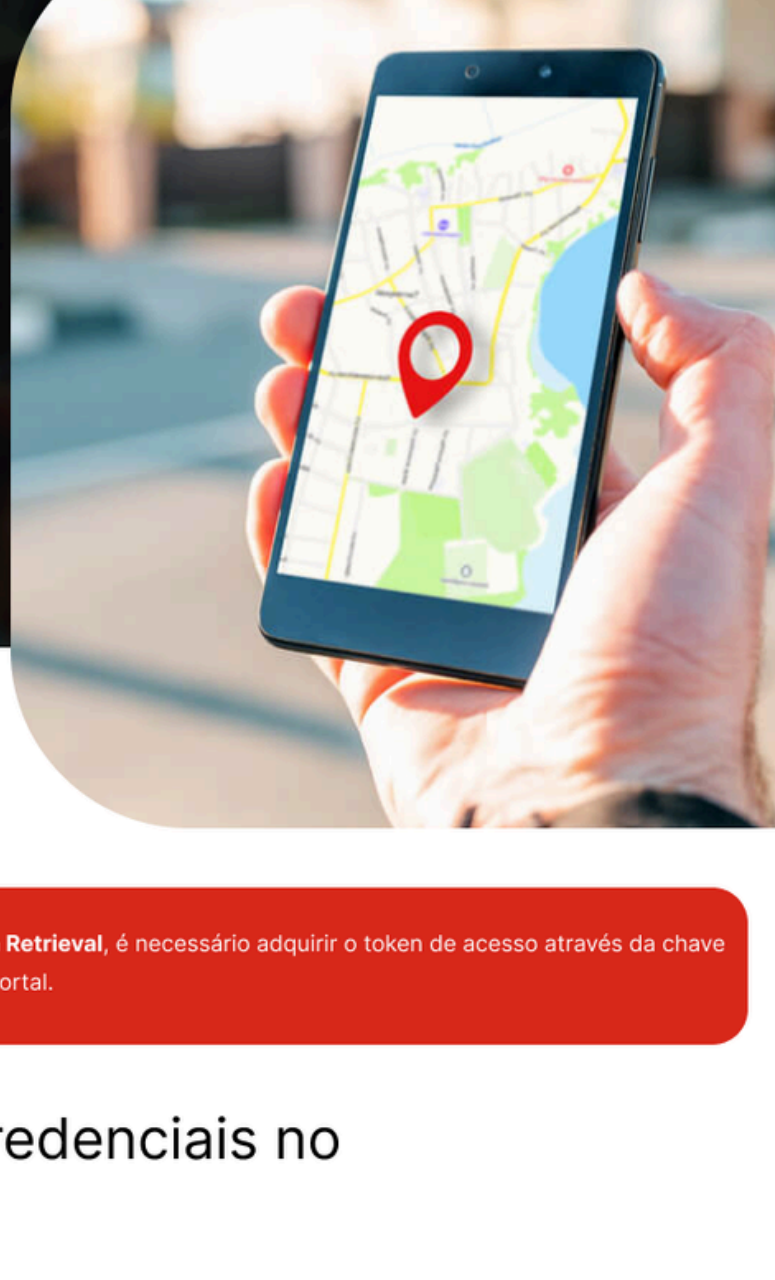 Retrieval, é necessário adquirir o token de acesso através da chave
ortal.
redenciais no